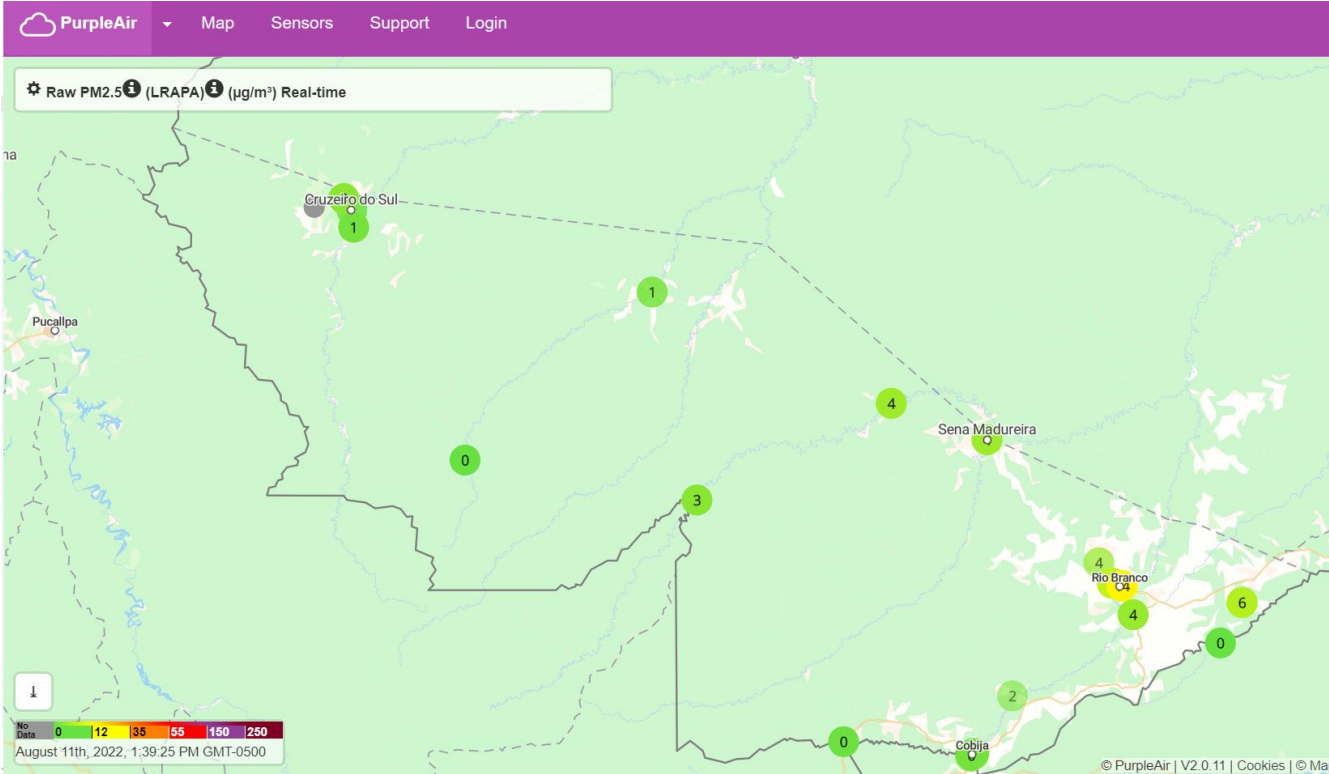 PurpleAir Map Sensors Support Login
Raw PM2.5 (LRAPA) (µg/m³) Real-time
na
Cruzeiro do Sul
1
1
Pucallpa
4
Sena Madureira
0
3
4
Rio Branco
4
6
4
0
2
0
Cobija
No Data 0 12 35 55 150 250
August 11th, 2022, 1:39:25 PM GMT-0500
© PurpleAir | V2.0.11 | Cookies | © Ma